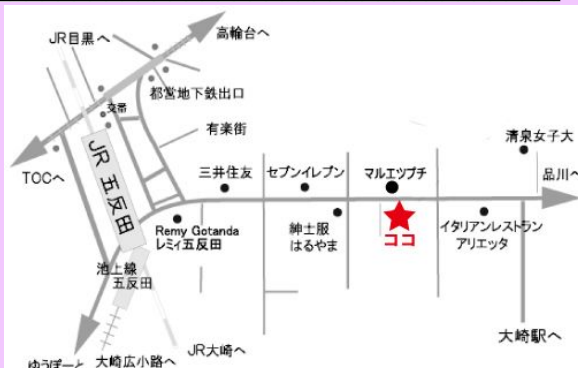 JR目黒へ
高輪台へ
都営地下鉄出口
交番
有楽街
清泉女子大
TOCへ
JR 五反田
三井住友
セブンイレブン
マルエツプチ
品川へ
Remy Gotanda
レミィ五反田
紳士服
はるやま
ココ
イタリアンレストラン
アリエッタ
池上線
五反田
大崎駅へ
JR大崎へ
ゆうぽーと
大崎広小路へ